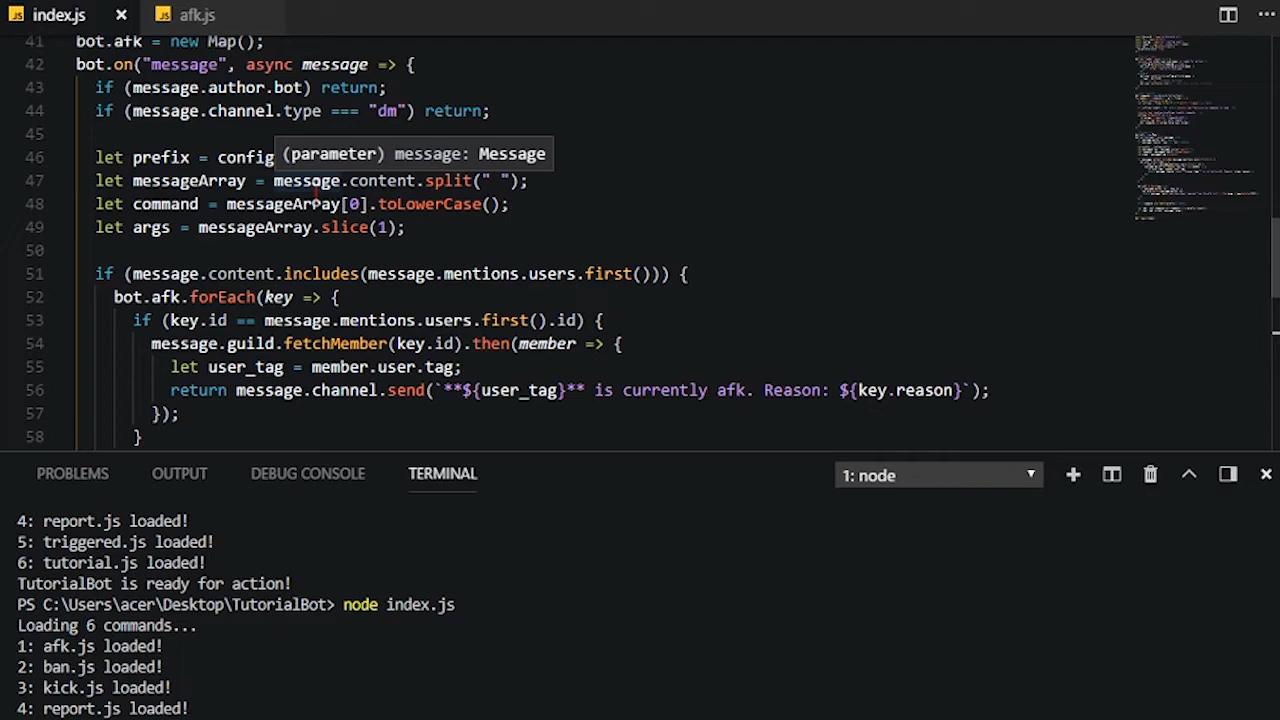 JS index.js × JS afk.js
41 bot.afk = new Map();
42 bot.on("message", async message => {
43 if (message.author.bot) return;
44 if (message.channel.type === "dm") return;
45
46 let prefix = config
(parameter) message: Message
47 let messageArray = message.content.split(" ");
48 let command = messageArray[0].toLowerCase();
49 let args = messageArray.slice(1);
50
51 if (message.content.includes(message.mentions.users.first())) {
52 bot.afk.forEach(key => {
53 if (key.id == message.mentions.users.first().id) {
54 message.guild.fetchMember(key.id).then(member => {
55 let user_tag = member.user.tag;
56 return message.channel.send(`**${user_tag}** is currently afk. Reason: ${key.reason}`);
57 });
58 }
PROBLEMS OUTPUT DEBUG CONSOLE TERMINAL 1: node
4: report.js loaded!
5: triggered.js loaded!
6: tutorial.js loaded!
TutorialBot is ready for action!
PS C:\Users\acer\Desktop\TutorialBot> node index.js
Loading 6 commands...
1: afk.js loaded!
2: ban.js loaded!
3: kick.js loaded!
4: report.js loaded!